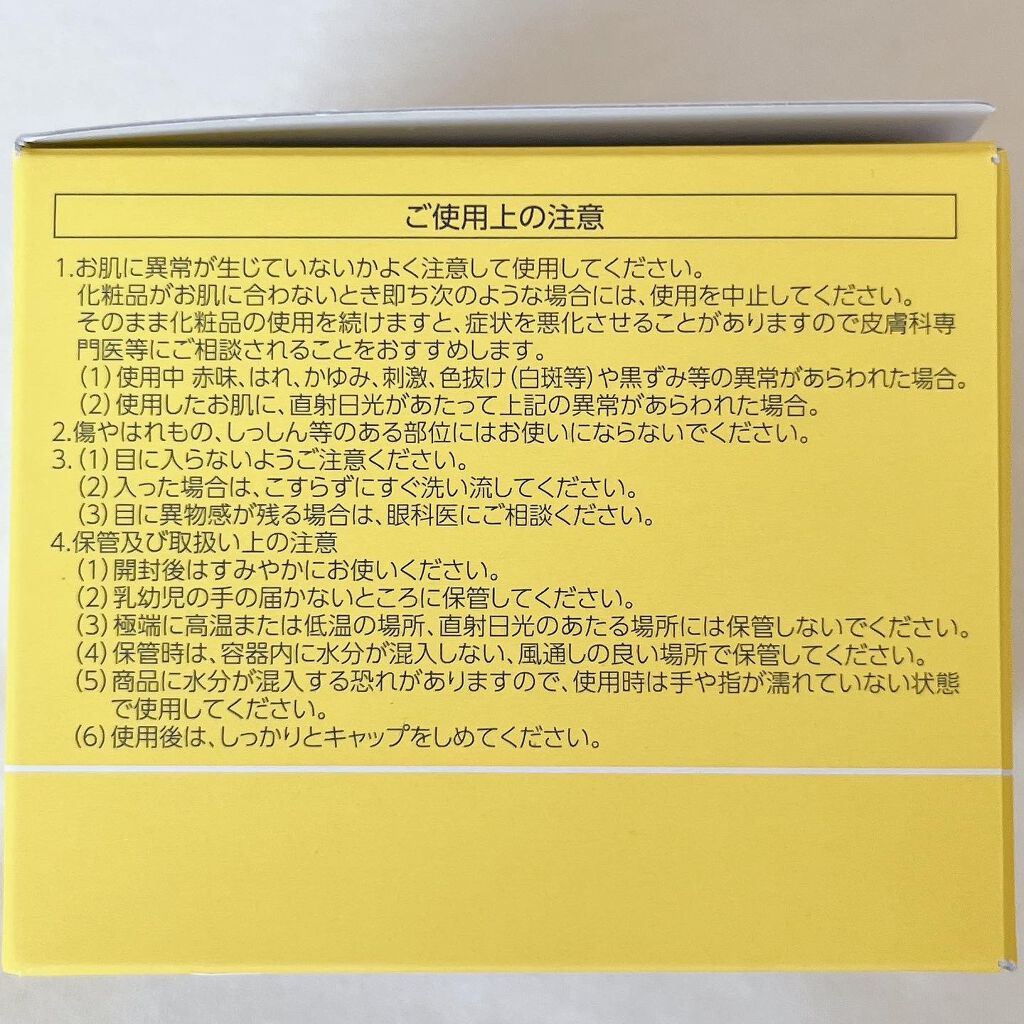 ご使用上の注意
1.お肌に異常が生じていないかよく注意して使用してください。
化粧品がお肌に合わないとき即ち次のような場合には、使用を中止してください。
そのまま化粧品の使用を続けますと、症状を悪化させることがありますので皮膚科専
門医等にご相談されることをおすすめします。
(1)使用中 赤味、はれ、かゆみ、刺激、色抜け(白斑等)や黒ずみ等の異常があらわれた場合。
(2)使用したお肌に、直射日光があたって上記の異常があらわれた場合。
2.傷やはれもの、しっしん等のある部位にはお使いにならないでください。
3.(1)目に入らないようご注意ください。
(2)入った場合は、こすらずにすぐ洗い流してください。
(3)目に異物感が残る場合は、眼科医にご相談ください。
4.保管及び取扱い上の注意
(1)開封後はすみやかにお使いください。
(2)乳幼児の手の届かないところに保管してください。
(3)極端に高温または低温の場所、直射日光のあたる場所には保管しないでください。
(4)保管時は、容器内に水分が混入しない、風通しの良い場所で保管してください。
(5)商品に水分が混入する恐れがありますので、使用時は手や指が濡れていない状態
で使用してください。
(6)使用後は、しっかりとキャップをしめてください。